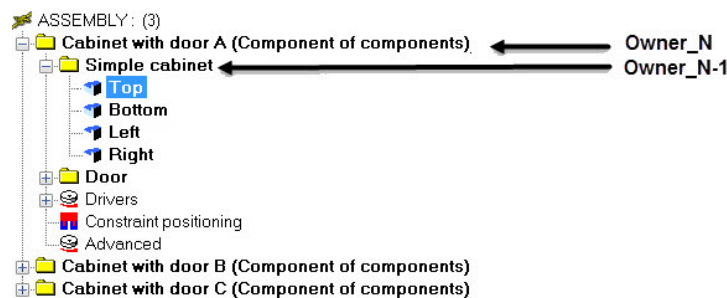 ASSEMBLY: (3)
Cabinet with door A (Component of components) Owner_N
Simple cabinet Owner_N-1
Top
Bottom
Left
Right
Door
Drivers
Constraint positioning
Advanced
Cabinet with door B (Component of components)
Cabinet with door C (Component of components)